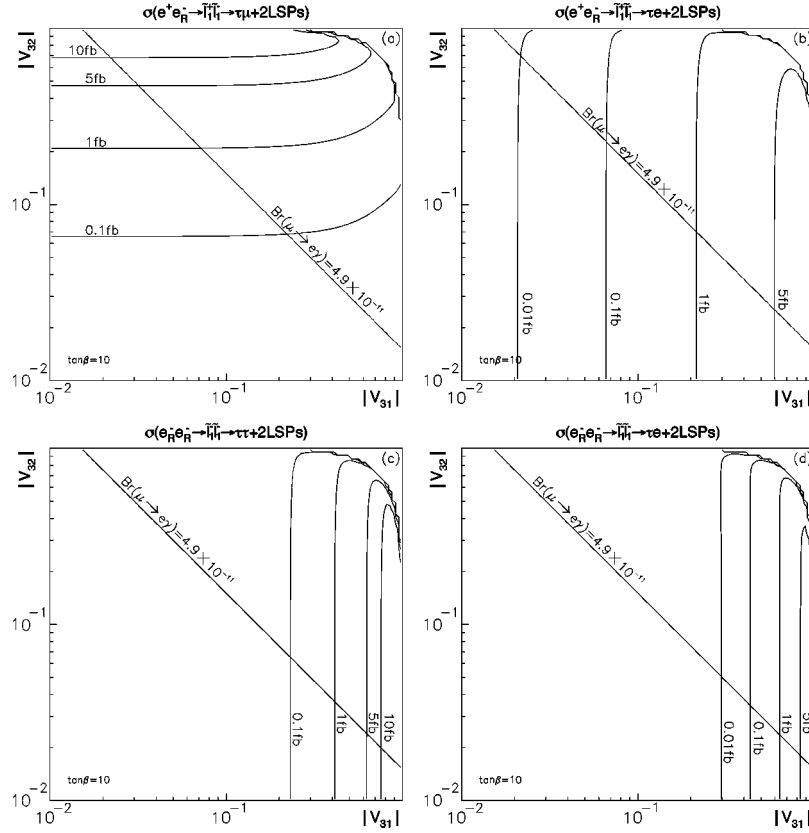 σ(e⁺e⁻_R→l̃⁺₁l̃⁻₁→τμ+2LSPs)
|V₃₂|
(a)
10fb
5fb
1fb
0.1fb
Br(μ→eγ)=4.9×10⁻¹¹
10⁻¹
10⁻²
tanβ=10
10⁻² 10⁻¹
|V₃₁|
σ(e⁺e⁻_R→l̃⁺₁l̃⁻₁→τe+2LSPs)
|V₃₂|
(b)
Br(μ→eγ)=4.9×10⁻¹¹
10⁻¹
0.01fb
0.1fb
1fb
5fb
10⁻²
tanβ=10
10⁻² 10⁻¹
|V₃₁|
σ(e⁻_Re⁻_R→l̃⁻₁l̃⁻₁→ττ+2LSPs)
|V₃₂|
(c)
Br(μ→eγ)=4.9×10⁻¹¹
10⁻¹
0.1fb
1fb
5fb
10fb
10⁻²
tanβ=10
10⁻² 10⁻¹
|V₃₁|
σ(e⁻_Re⁻_R→l̃⁻₁l̃⁻₁→τe+2LSPs)
|V₃₂|
(d)
Br(μ→eγ)=4.9×10⁻¹¹
10⁻¹
0.01fb
0.1fb
1fb
5fb
10⁻²
tanβ=10
10⁻² 10⁻¹
|V₃₁|